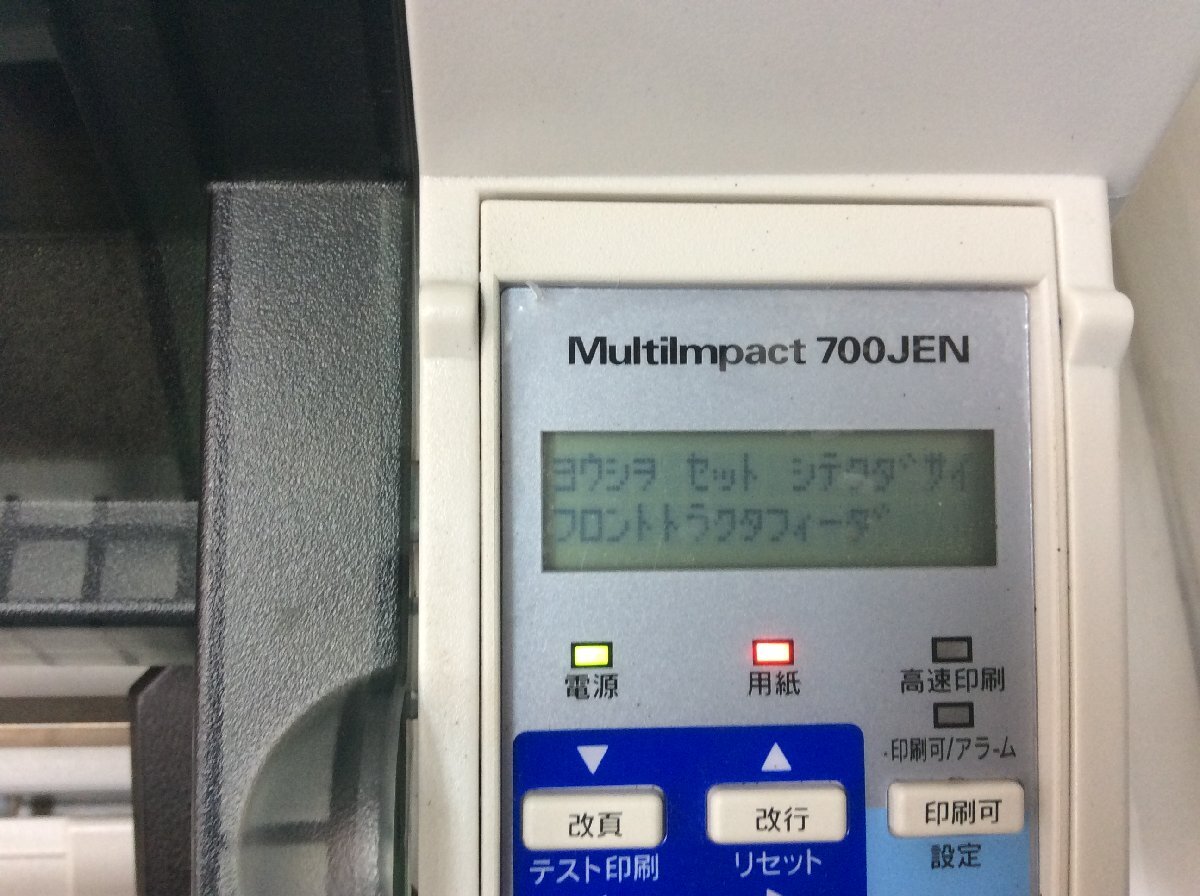 MultiImpact 700JEN
ヨウシヲ セット シテクダサイ
フロントトラクタフィーダ
電源
用紙
高速印刷
印刷可/アラーム
改頁
改行
印刷可
テスト印刷
リセット
設定